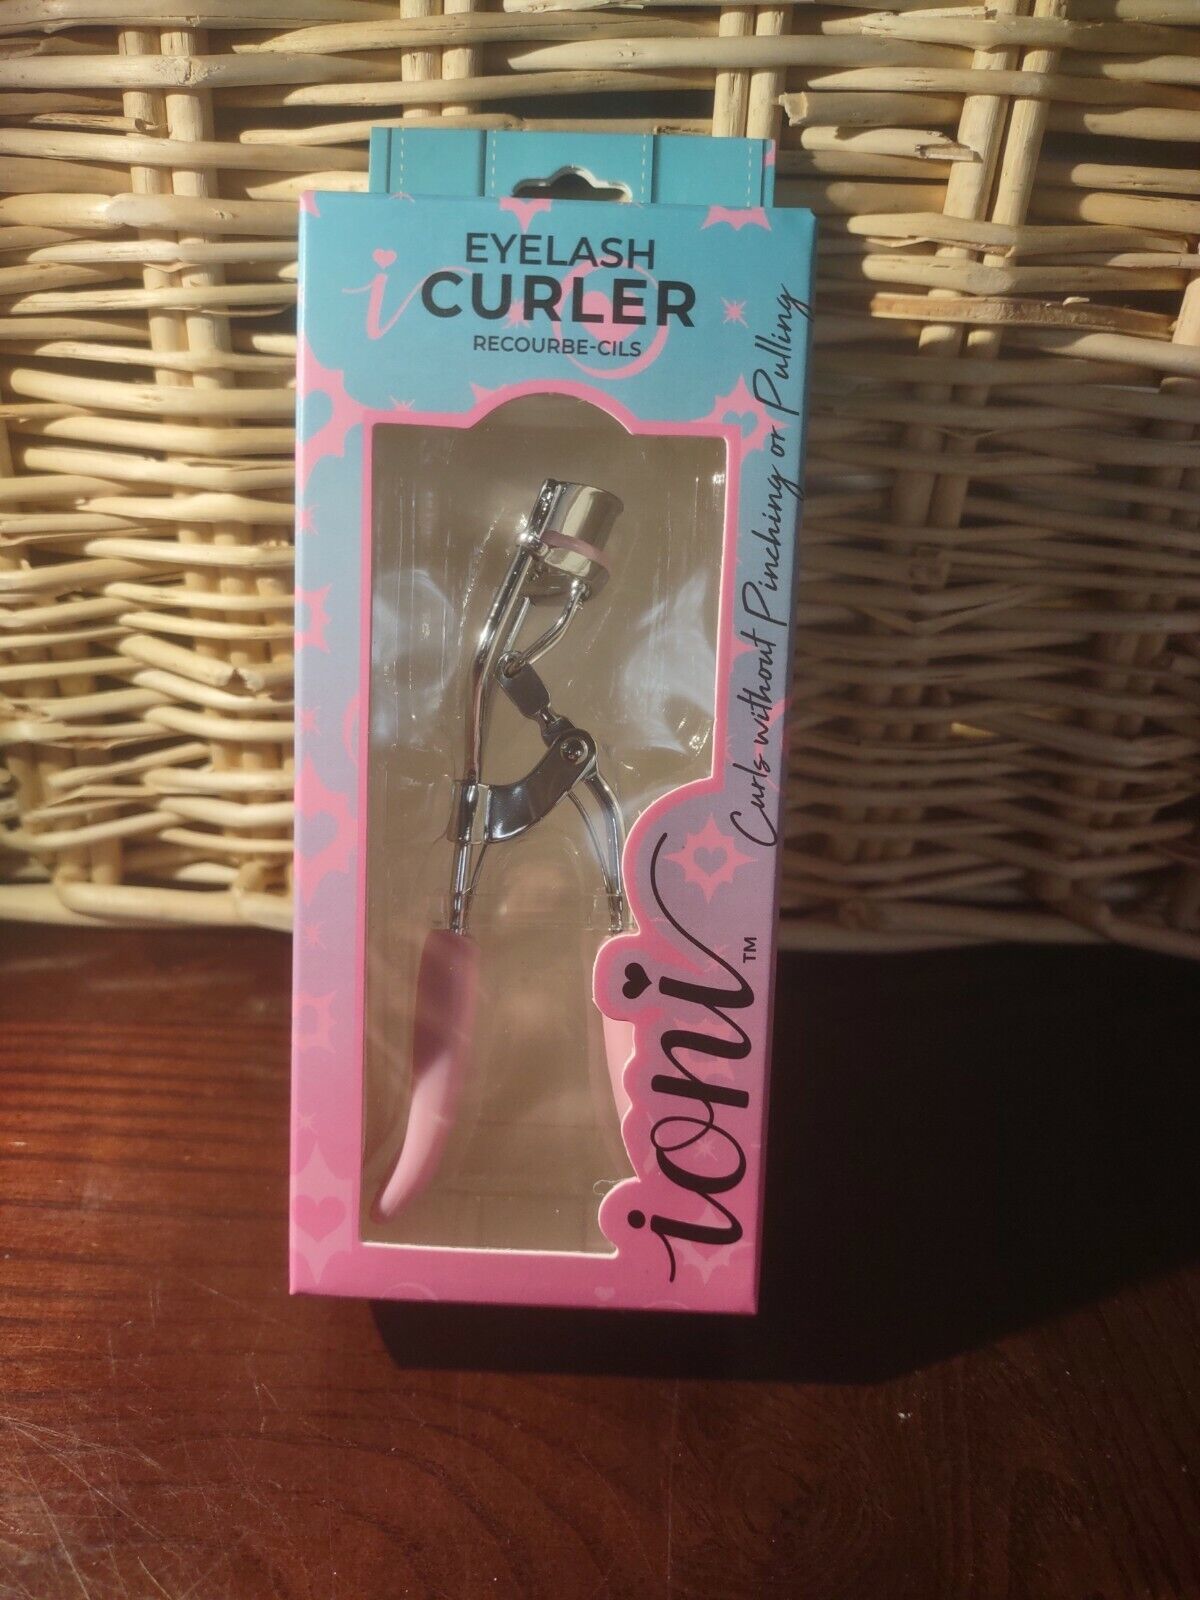 EYELASH
i CURLER
RECOURBE-CILS
Curls without Pinching or Pulling
ioni™